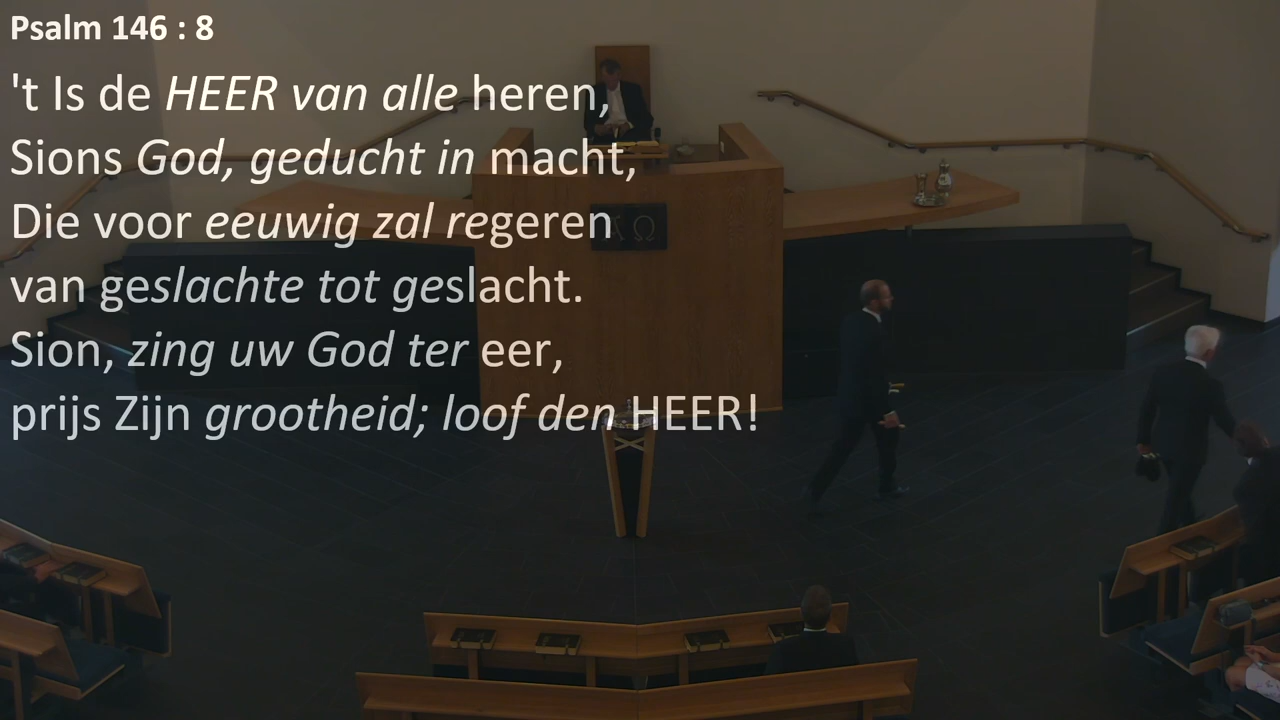 Psalm 146 : 8
't Is de HEER van alle heren,
Sions God, geducht in macht,
Die voor eeuwig zal regeren
van geslachte tot geslacht.
Sion, zing uw God ter eer,
prijs Zijn grootheid; loof den HEER!
Α Ω